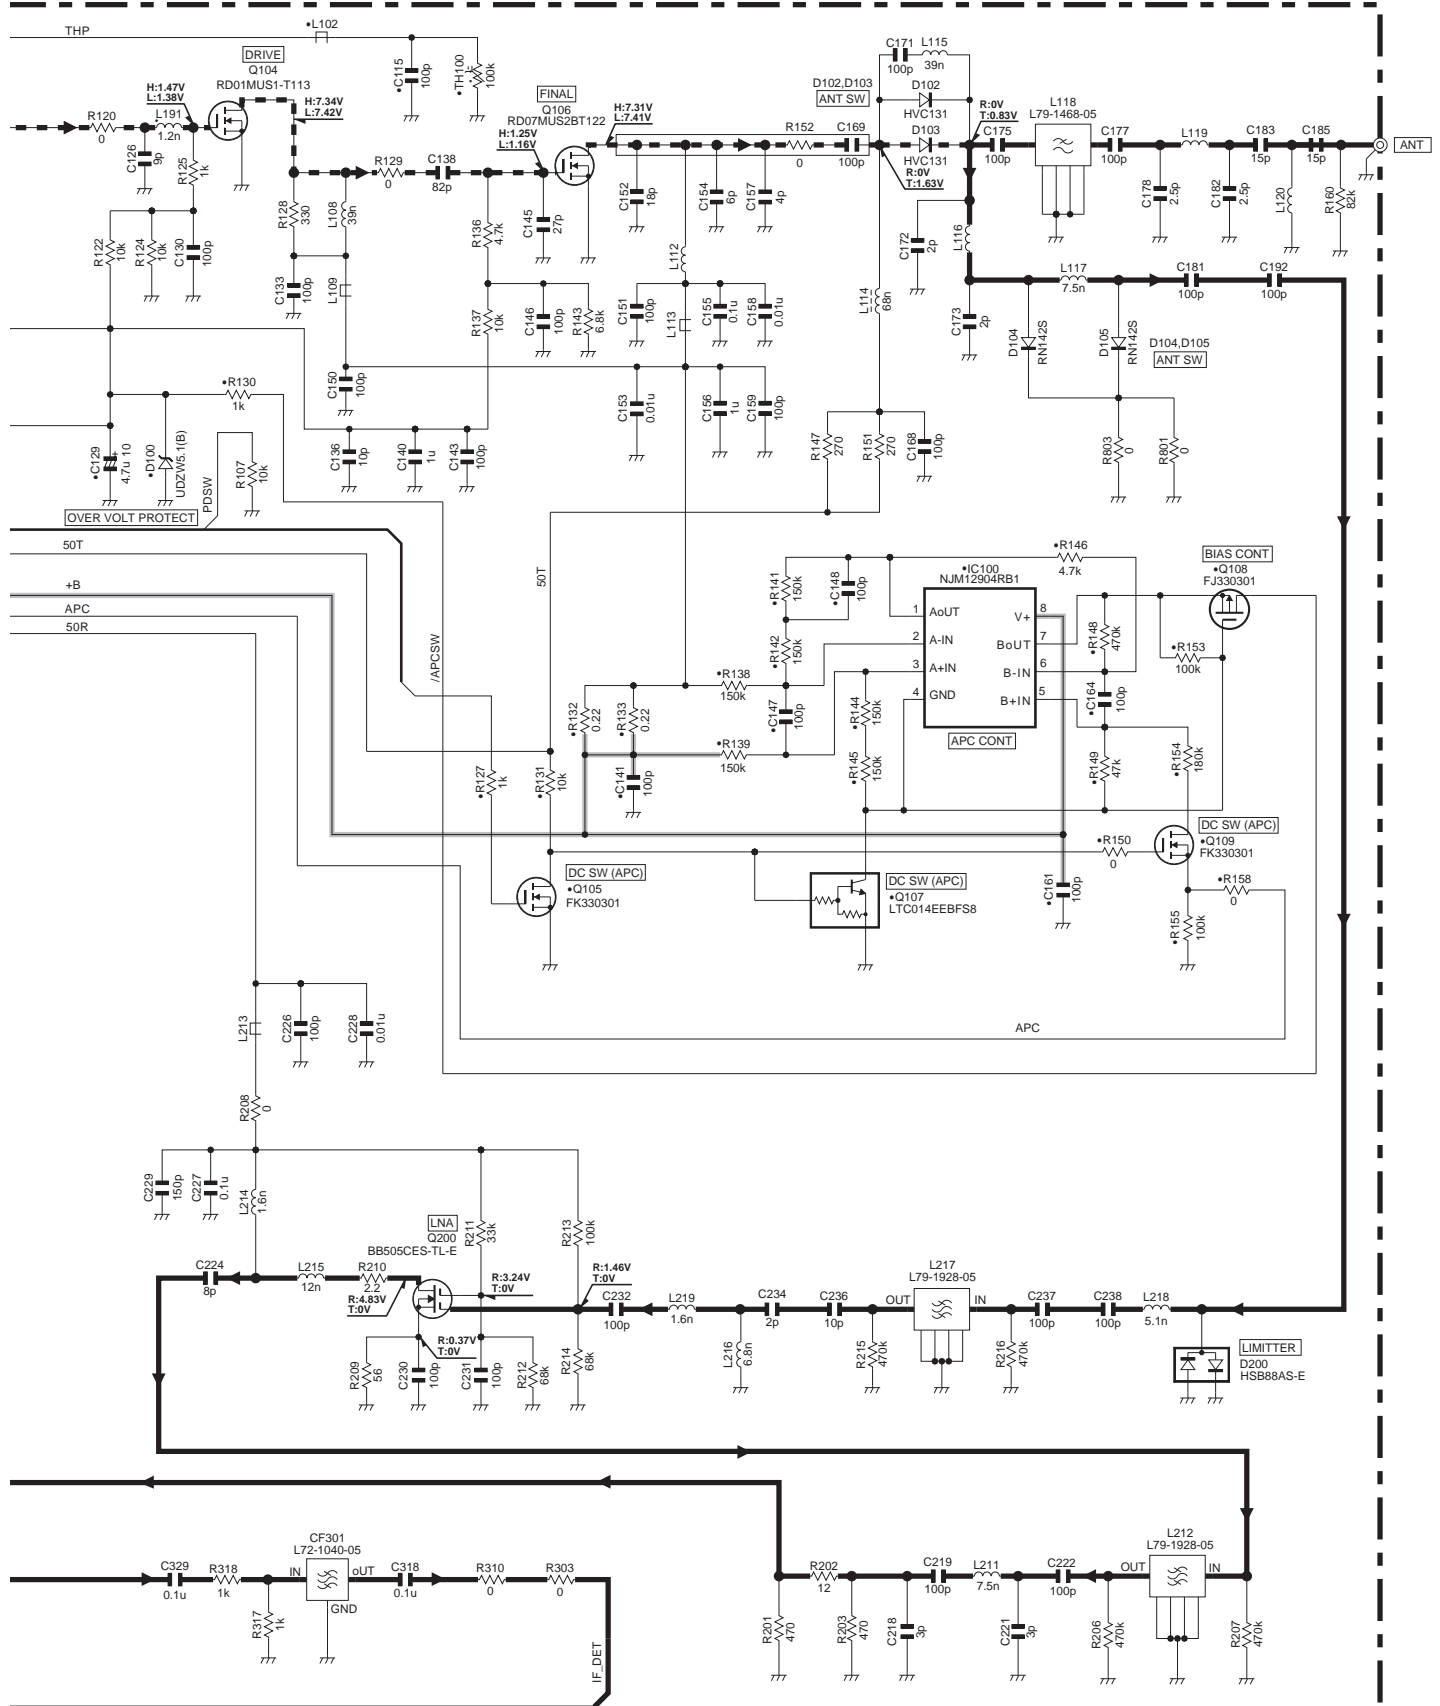 THP
•L102
DRIVE
Q104
RD01MUS1-T113
H:1.47V
L:1.38V
H:7.34V
L:7.42V
•C115
100p
•TH100
100k
R120
0
L191
1.2n
C126
9p
R125
1k
R122
10k
R124
10k
C130
100p
R128
330
L108
39n
C133
100p
L109
R129
0
C138
82p
FINAL
Q106
RD07MUS2BT122
H:1.25V
L:1.16V
H:7.31V
L:7.41V
R136
4.7k
C145
27p
R137
10k
C146
100p
R143
6.8k
C152
18p
C154
6p
C157
4p
L112
C151
100p
L113
C155
0.1u
C158
0.01u
R152
0
C169
100p
D102,D103
ANT SW
C171
100p
L115
39n
D102
HVC131
D103
HVC131
R:0V
T:1.63V
R:0V
T:0.83V
C175
100p
L118
L79-1468-05
C177
100p
L119
C183
15p
C185
15p
ANT
C178
2.5p
C182
2.5p
L120
R160
82k
C172
2p
L116
L114
68n
C173
2p
L117
7.5n
C181
100p
C192
100p
D104
RN142S
D105
RN142S
D104,D105
ANT SW
R803
0
R801
0
C150
100p
•R130
1k
•C129
4.7u 10
•D100
UDZW5.1(B)
PDSW
R107
10k
C136
10p
C140
1u
C143
100p
C153
0.01u
C156
1u
C159
100p
R147
270
R151
270
C168
100p
OVER VOLT PROTECT
50T
+B
APC
50R
/APCSW
50T
•R141
150k
•C148
100p
•R142
150k
•IC100
NJM12904RB1
1
AoUT
2
A-IN
3
A+IN
4
GND
8
V+
7
BoUT
6
B-IN
5
B+IN
APC CONT
•R146
4.7k
BIAS CONT
•Q108
FJ330301
•R148
470k
•R153
100k
•C164
100p
•R149
47k
•R154
180k
•R132
0.22
•R133
0.22
•R138
150k
•C147
100p
•R139
150k
•C141
100p
•R144
150k
•R145
150k
•R127
1k
•R131
10k
DC SW (APC)
•Q105
FK330301
DC SW (APC)
•Q107
LTC014EEBFS8
•R150
0
DC SW (APC)
•Q109
FK330301
•C161
100p
•R158
0
•R155
100k
APC
L213
C226
100p
C228
0.01u
R208
0
C229
150p
C227
0.1u
L214
1.6n
LNA
Q200
BB505CES-TL-E
R211
33k
R213
100k
C224
8p
L215
12n
R210
2.2
R:4.83V
T:0V
R:3.24V
T:0V
R:1.46V
T:0V
R:0.37V
T:0V
R209
56
C230
100p
C231
100p
R212
68k
R214
68k
C232
100p
L219
1.6n
L216
6.8n
C234
2p
C236
10p
R215
470k
L217
L79-1928-05
OUT
IN
R216
470k
C237
100p
C238
100p
L218
5.1n
LIMITTER
D200
HSB88AS-E
CF301
L72-1040-05
C329
0.1u
R318
1k
IN
oUT
GND
C318
0.1u
R317
1k
R310
0
R303
0
IF_DET
R201
470
R202
12
R203
470
C218
3p
C219
100p
L211
7.5n
C221
3p
C222
100p
R206
470k
L212
L79-1928-05
OUT
IN
R207
470k